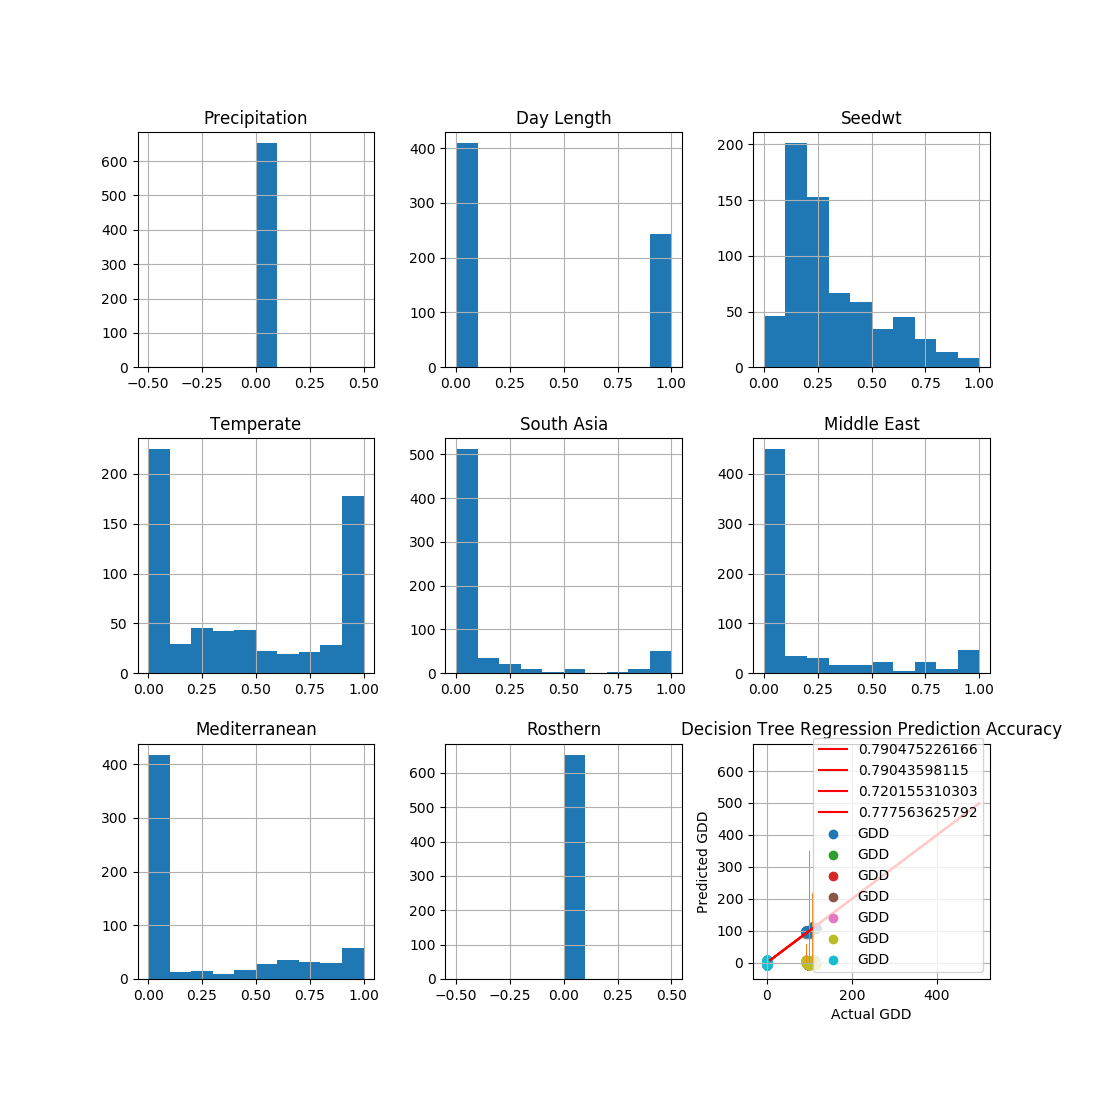 Precipitation
600
500
400
300
200
100
0
−0.50 −0.25 0.00 0.25 0.50
Day Length
400
300
200
100
0
0.00 0.25 0.50 0.75 1.00
Seedwt
200
150
100
50
0
0.00 0.25 0.50 0.75 1.00
Temperate
200
150
100
50
0
0.00 0.25 0.50 0.75 1.00
South Asia
500
400
300
200
100
0
0.00 0.25 0.50 0.75 1.00
Middle East
400
300
200
100
0
0.00 0.25 0.50 0.75 1.00
Mediterranean
400
300
200
100
0
0.00 0.25 0.50 0.75 1.00
Rosthern
600
500
400
300
200
100
0
−0.50 −0.25 0.00 0.25 0.50
Decision Tree Regression Prediction Accuracy
Predicted GDD
600
500
400
300
200
100
0
0.790475226166
0.79043598115
0.720155310303
0.777563625792
GDD
GDD
GDD
GDD
GDD
GDD
GDD
0 200 400
Actual GDD